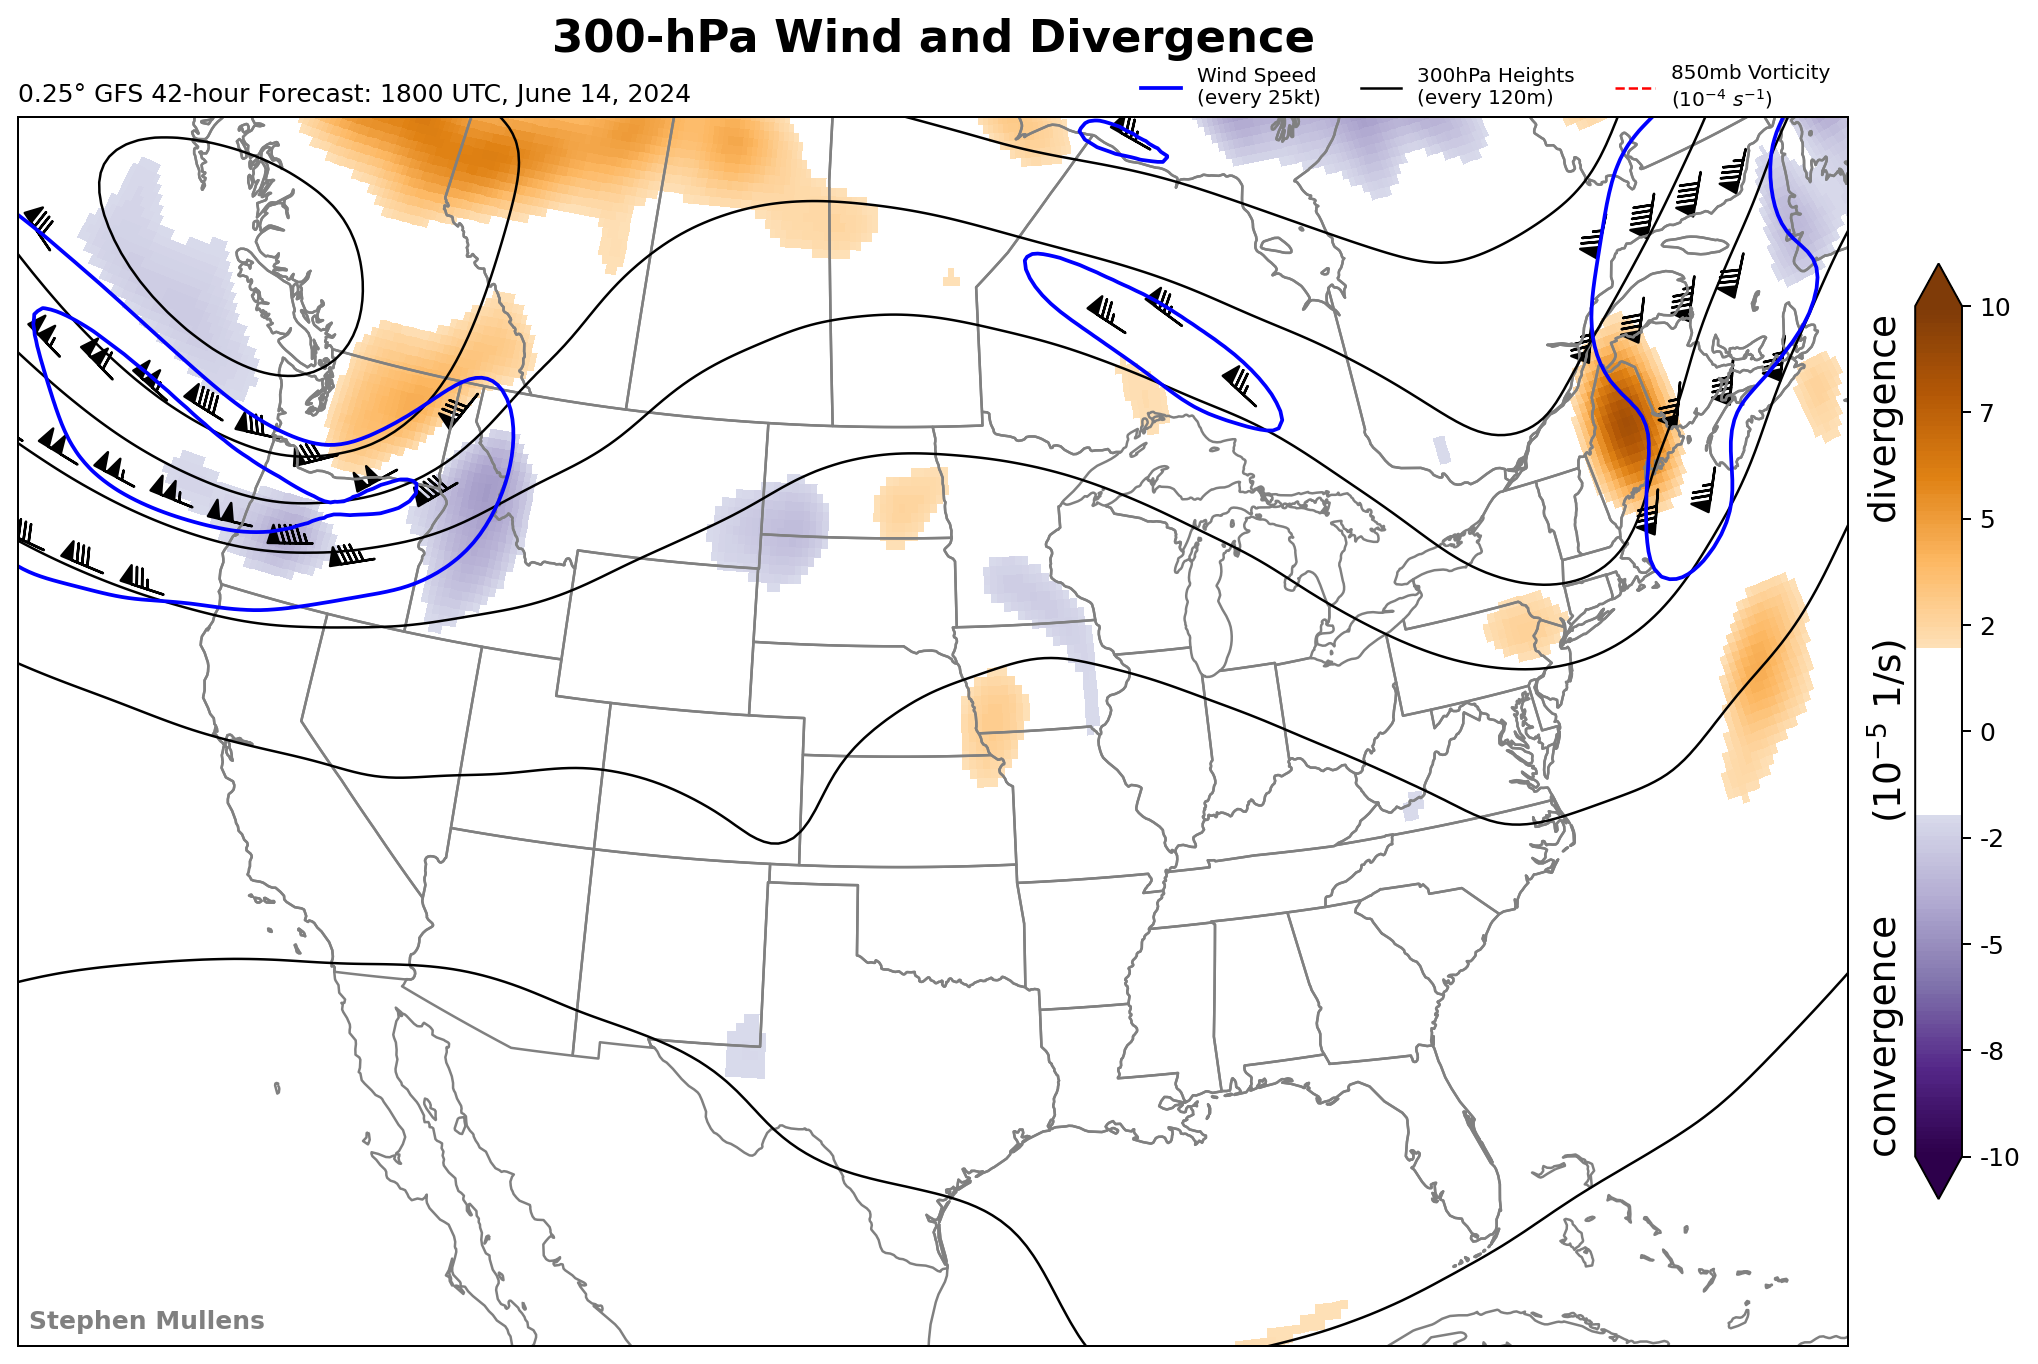 300-hPa Wind and Divergence
0.25° GFS 42-hour Forecast: 1800 UTC, June 14, 2024
Wind Speed
(every 25kt)
300hPa Heights
(every 120m)
850mb Vorticity
(10⁻⁴ s⁻¹)
10
7
5
2
0
-2
-5
-8
-10
convergence (10⁻⁵ 1/s) divergence
Stephen Mullens